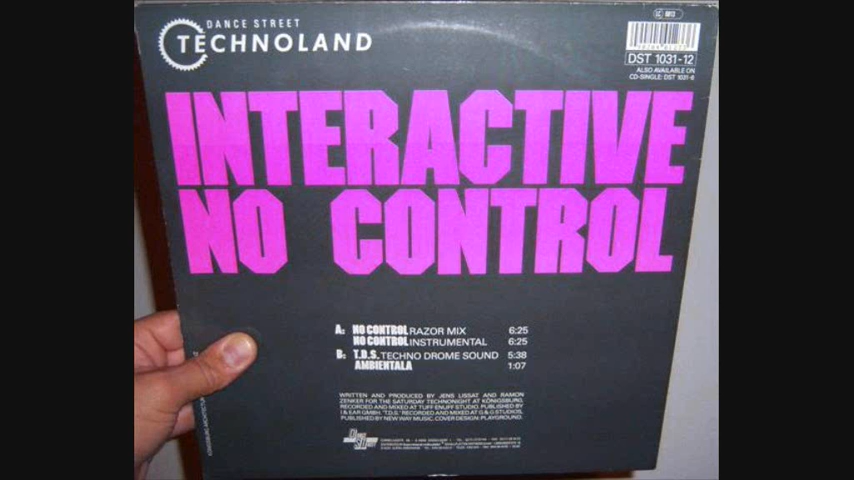 DANCE STREET
TECHNOLAND
LC 8813
DST 1031-12
ALSO AVAILABLE ON
CD-SINGLE: DST 1031-8
INTERACTIVE
NO CONTROL
A: NO CONTROL RAZOR MIX 6:25
NO CONTROL INSTRUMENTAL 6:25
B: T.D.S. TECHNO DROME SOUND 5:38
AMBIENTALA 1:07
WRITTEN AND PRODUCED BY JENS LISSAT AND RAMON
ZENKER FOR THE SATURDAY TECHNONIGHT AT KÖNIGSBURG.
RECORDED AND MIXED AT TUFF ENUFF STUDIO. PUBLISHED BY
I & EAR GMBH. "T.D.S." RECORDED AND MIXED AT G & G STUDIOS,
PUBLISHED BY NEW WAY MUSIC. COVER DESIGN: PLAYGROUND.